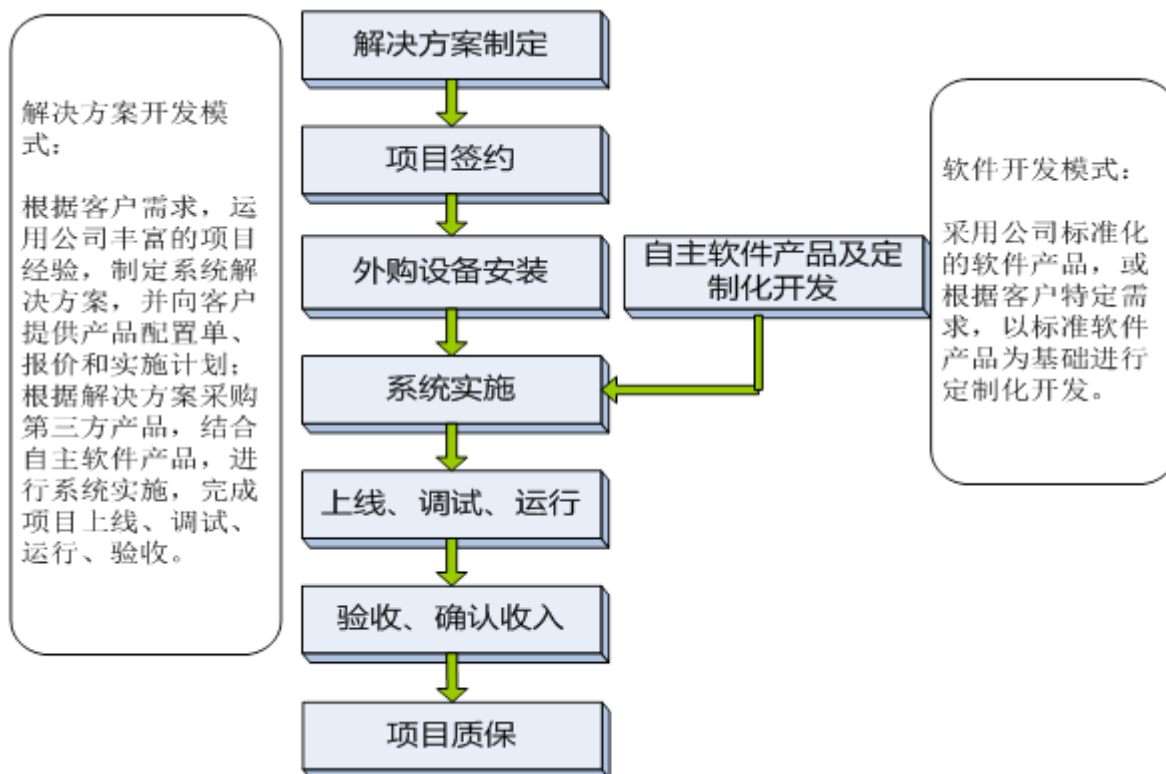 解决方案开发模
式：
根据客户需求，运
用公司丰富的项目
经验，制定系统解
决方案，并向客户
提供产品配置单、
报价和实施计划；
根据解决方案采购
第三方产品，结合
自主软件产品，进
行系统实施，完成
项目上线、调试、
运行、验收。
解决方案制定
项目签约
外购设备安装
系统实施
上线、调试、运行
验收、确认收入
项目质保
自主软件产品及定
制化开发
软件开发模式：
采用公司标准化
的软件产品，或
根据客户特定需
求，以标准软件
产品为基础进行
定制化开发。